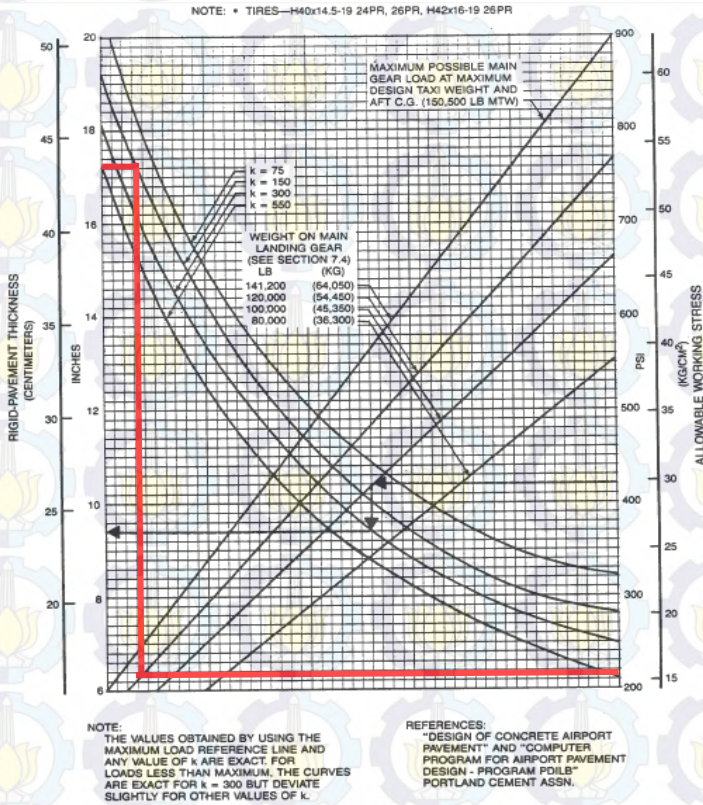 NOTE: * TIRES—H40x14.5-19 24PR, 26PR, H42x16-19 26PR
50
45
40
35
30
25
20
RIGID-PAVEMENT THICKNESS
(CENTIMETERS)
20
18
16
14
12
10
8
6
INCHES
MAXIMUM POSSIBLE MAIN
GEAR LOAD AT MAXIMUM
DESIGN TAXI WEIGHT AND
AFT C.G. (150,500 LB MTW)
k = 75
k = 150
k = 300
k = 550
WEIGHT ON MAIN
LANDING GEAR
(SEE SECTION 7.4)
LB (KG)
141,200 (64,050)
120,000 (54,450)
100,000 (45,350)
80,000 (36,300)
900
800
700
600
500
400
300
200
PSI
60
55
50
45
40
35
30
25
20
15
(KG/CM²)
ALLOWABLE WORKING STRESS
NOTE:
THE VALUES OBTAINED BY USING THE
MAXIMUM LOAD REFERENCE LINE AND
ANY VALUE OF k ARE EXACT. FOR
LOADS LESS THAN MAXIMUM, THE CURVES
ARE EXACT FOR k = 300 BUT DEVIATE
SLIGHTLY FOR OTHER VALUES OF k.
REFERENCES:
"DESIGN OF CONCRETE AIRPORT
PAVEMENT" AND "COMPUTER
PROGRAM FOR AIRPORT PAVEMENT
DESIGN - PROGRAM PDILB"
PORTLAND CEMENT ASSN.